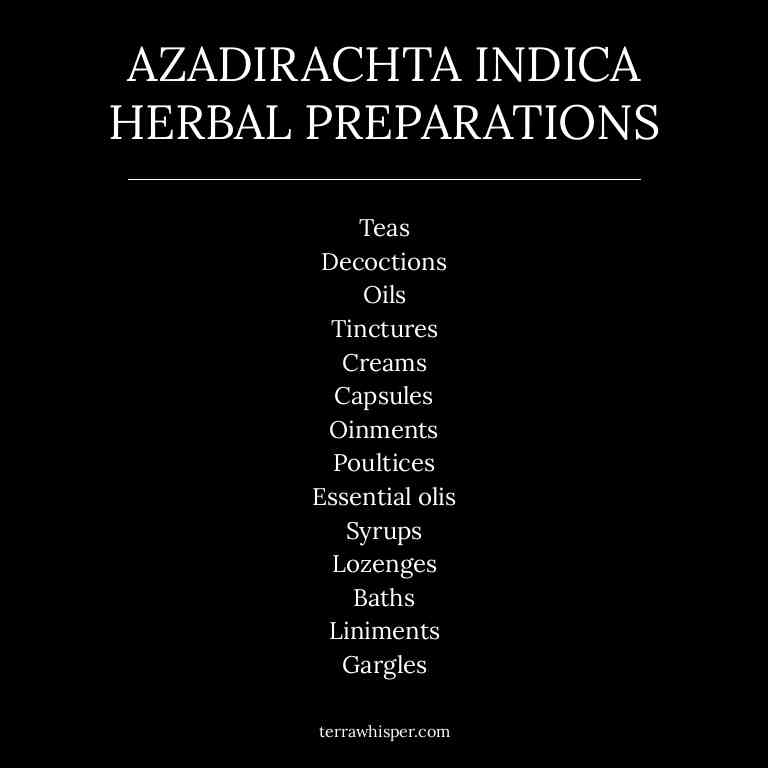 AZADIRACHTA INDICA
HERBAL PREPARATIONS
Teas
Decoctions
Oils
Tinctures
Creams
Capsules
Oinments
Poultices
Essential olis
Syrups
Lozenges
Baths
Liniments
Gargles
terrawhisper.com